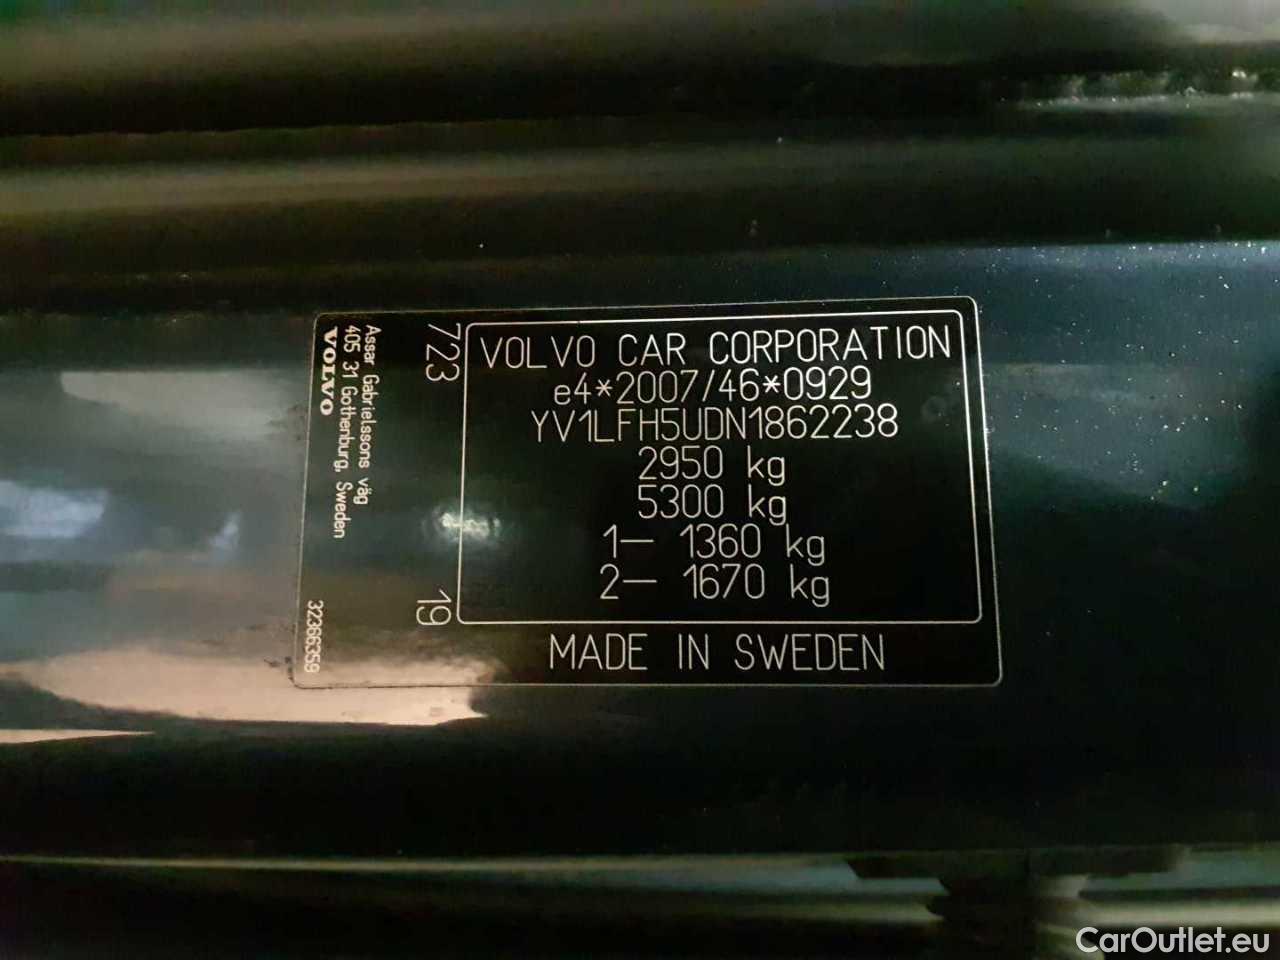 VOLVO CAR CORPORATION
e4*2007/46*0929
YV1LFH5UDN1862238
2950 kg
5300 kg
1– 1360 kg
2– 1670 kg
MADE IN SWEDEN
723
19
Assar Gabrielssons väg
405 31 Gothenburg, Sweden
VOLVO
32366359
CarOutlet.eu